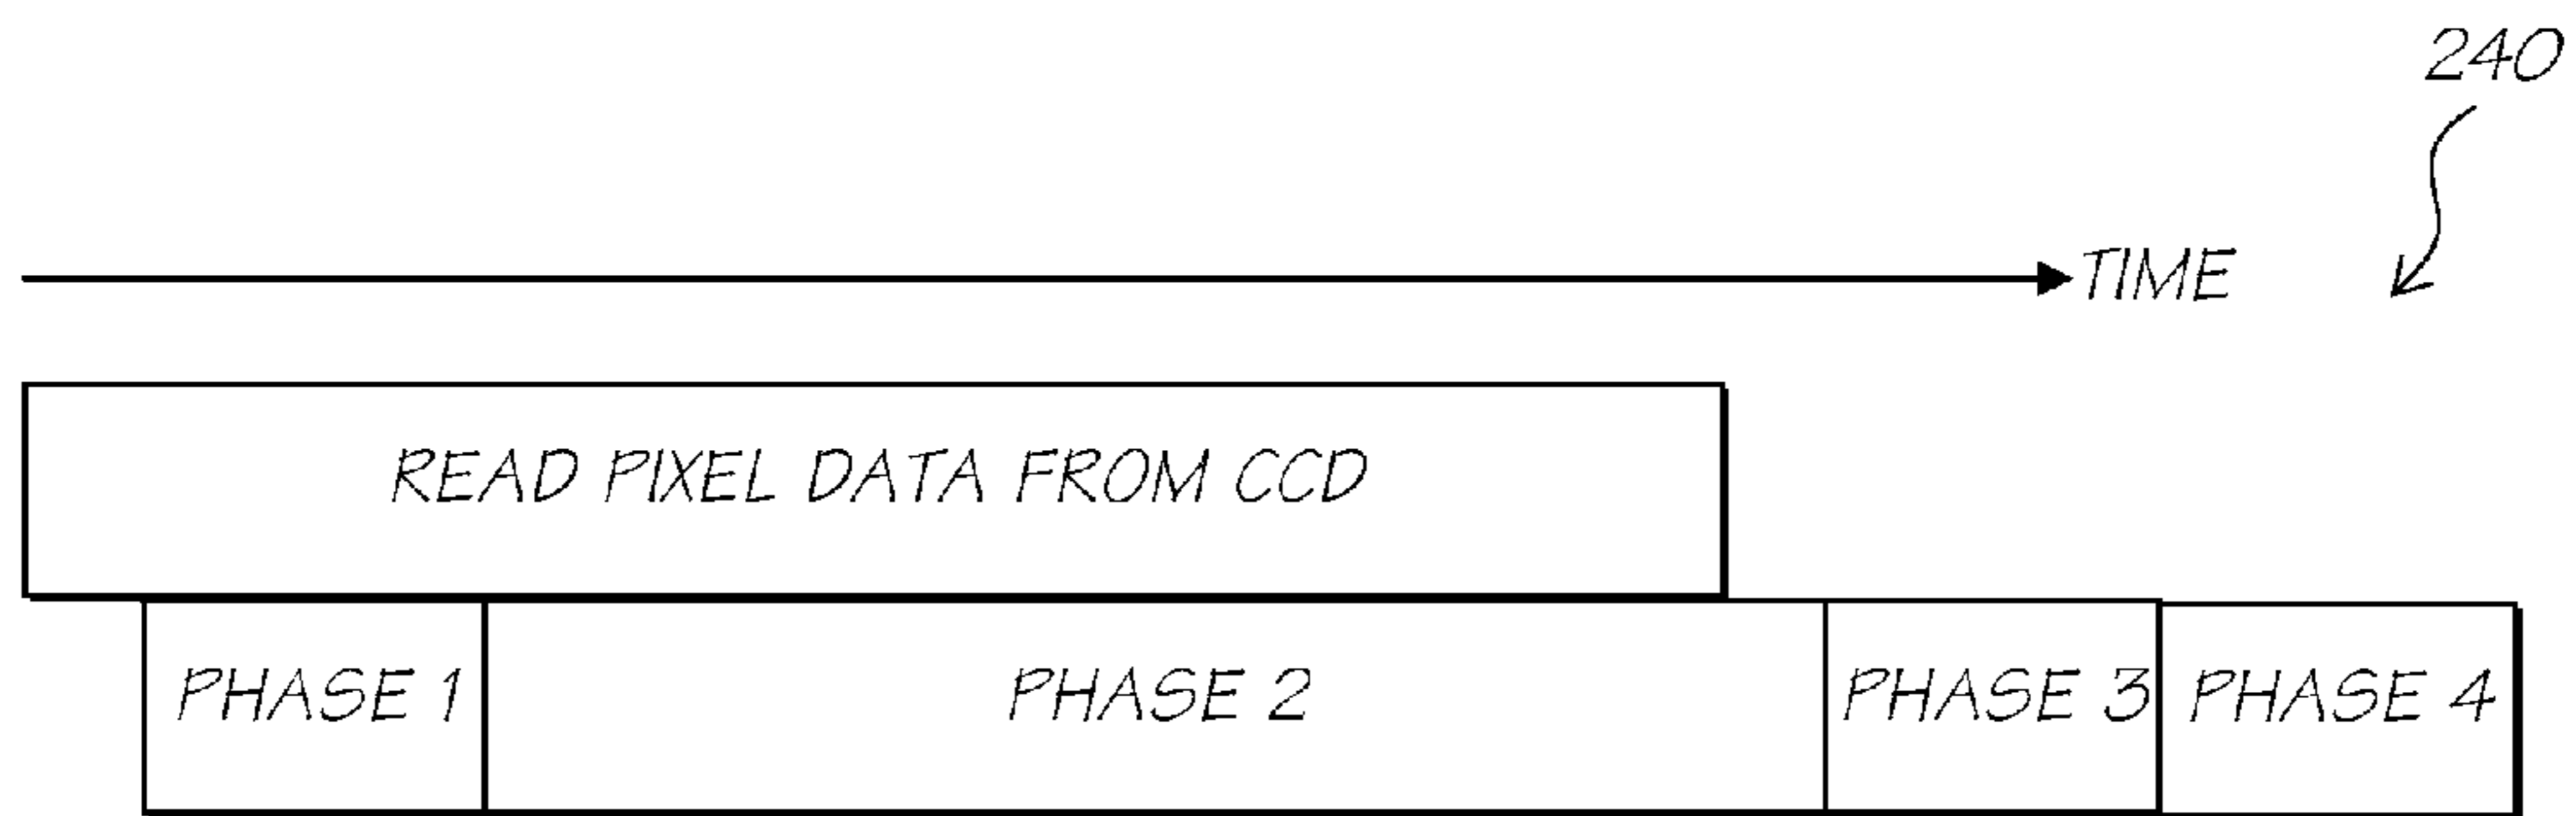 240
TIME
READ PIXEL DATA FROM CCD
PHASE 1 PHASE 2 PHASE 3 PHASE 4